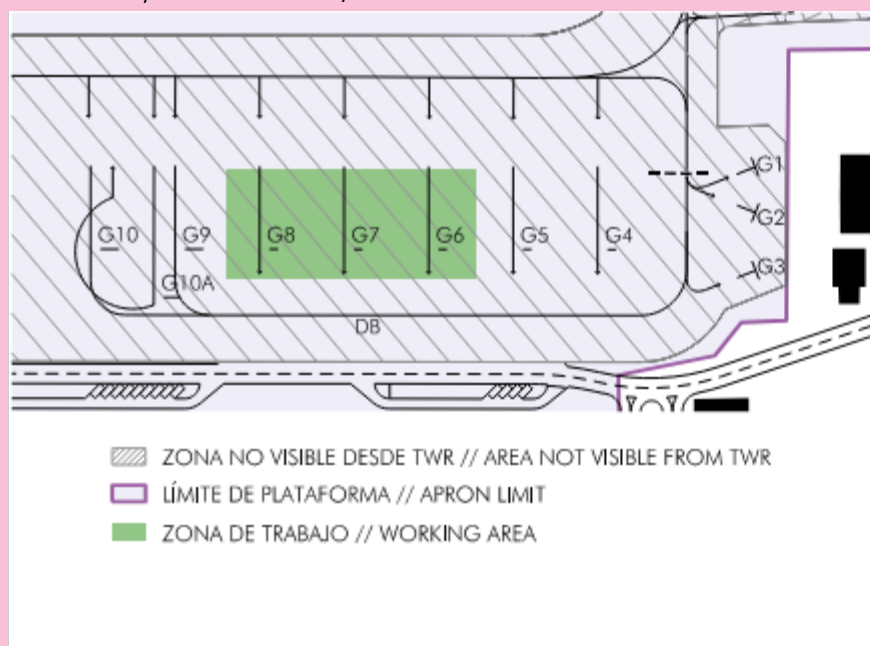 G1
G2
G10 G9 G8 G7 G6 G5 G4
G3
G10A
DB
ZONA NO VISIBLE DESDE TWR // AREA NOT VISIBLE FROM TWR
LÍMITE DE PLATAFORMA // APRON LIMIT
ZONA DE TRABAJO // WORKING AREA